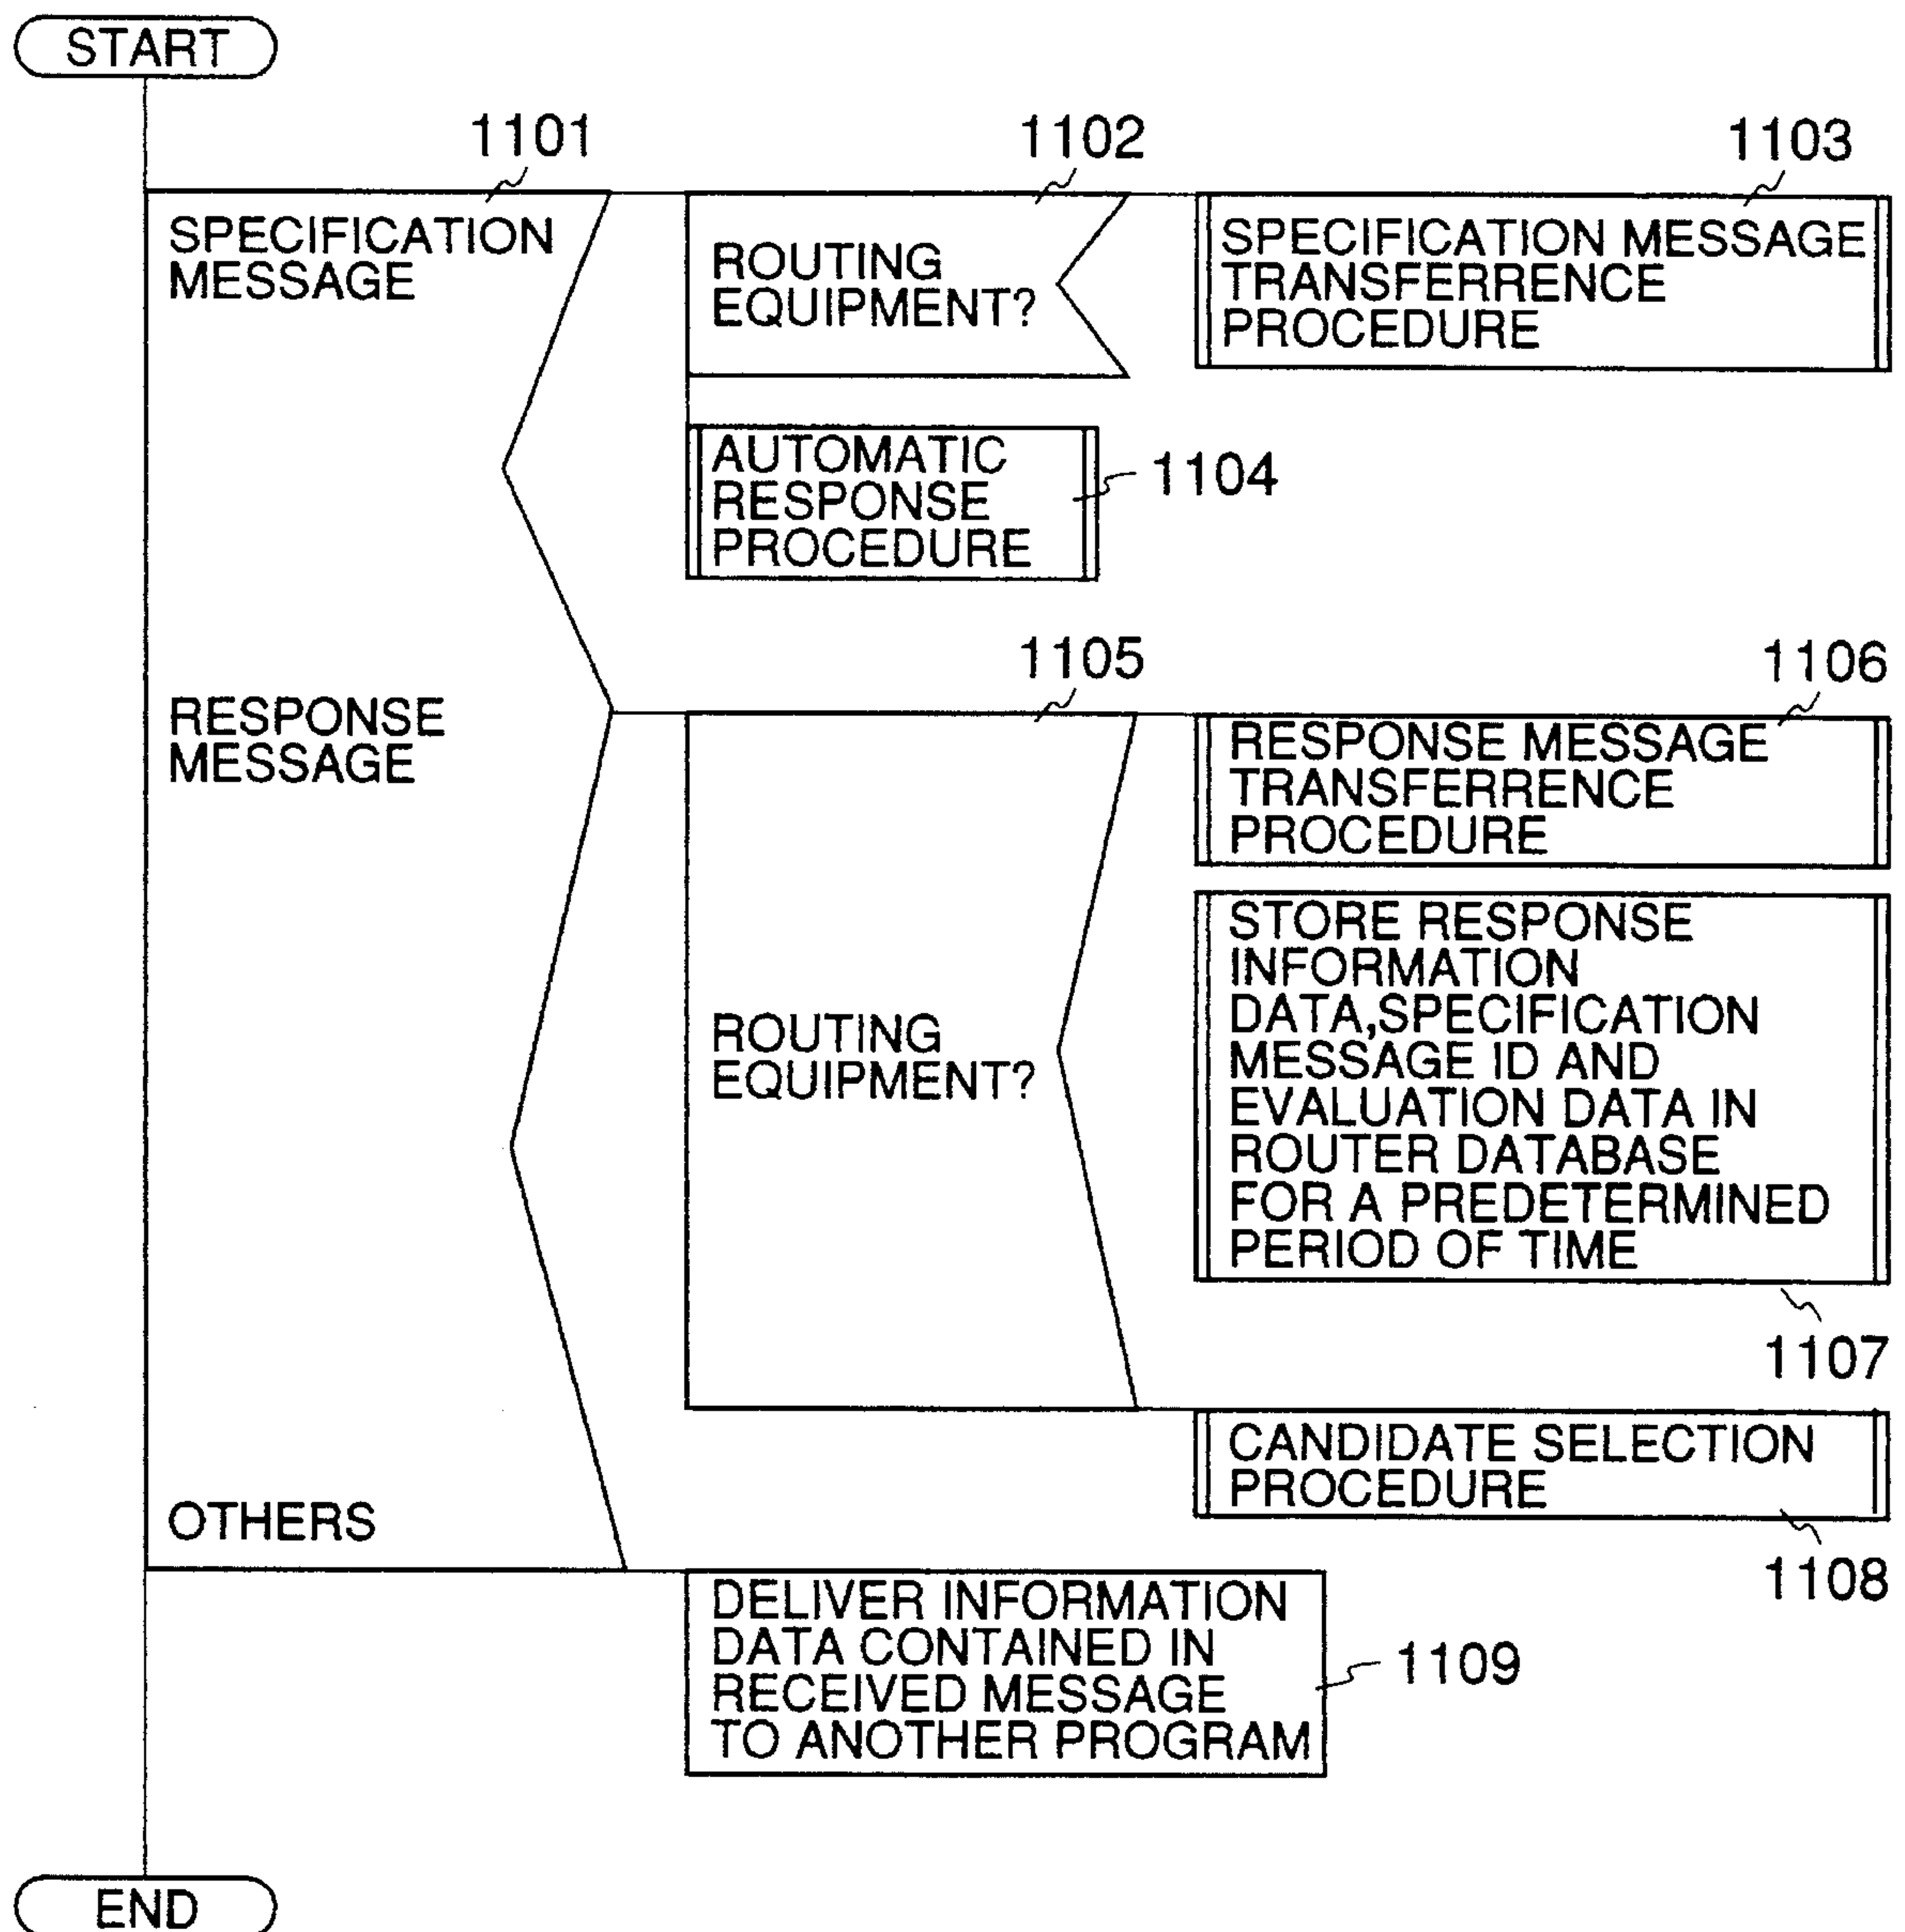 START
1101
1102
1103
SPECIFICATION
MESSAGE
ROUTING
EQUIPMENT?
SPECIFICATION MESSAGE
TRANSFERRENCE
PROCEDURE
AUTOMATIC
RESPONSE
PROCEDURE
1104
1105
1106
RESPONSE
MESSAGE
RESPONSE MESSAGE
TRANSFERRENCE
PROCEDURE
ROUTING
EQUIPMENT?
STORE RESPONSE
INFORMATION
DATA,SPECIFICATION
MESSAGE ID AND
EVALUATION DATA IN
ROUTER DATABASE
FOR A PREDETERMINED
PERIOD OF TIME
1107
CANDIDATE SELECTION
PROCEDURE
1108
OTHERS
DELIVER INFORMATION
DATA CONTAINED IN
RECEIVED MESSAGE
TO ANOTHER PROGRAM
1109
END